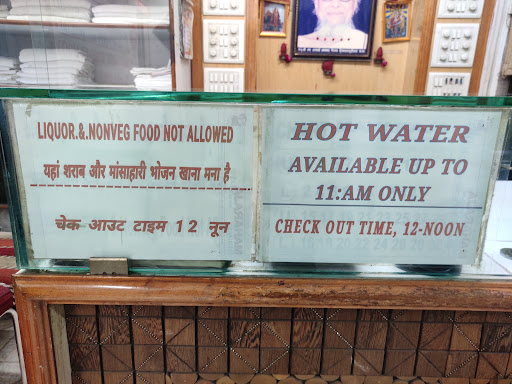 LIQUOR.&.NONVEG FOOD NOT ALLOWED
यहां शराब और मांसाहारी भोजन खाना मना है
चेक आउट टाइम 12 नून
HOT WATER
AVAILABLE UP TO
11:AM ONLY
CHECK OUT TIME, 12-NOON